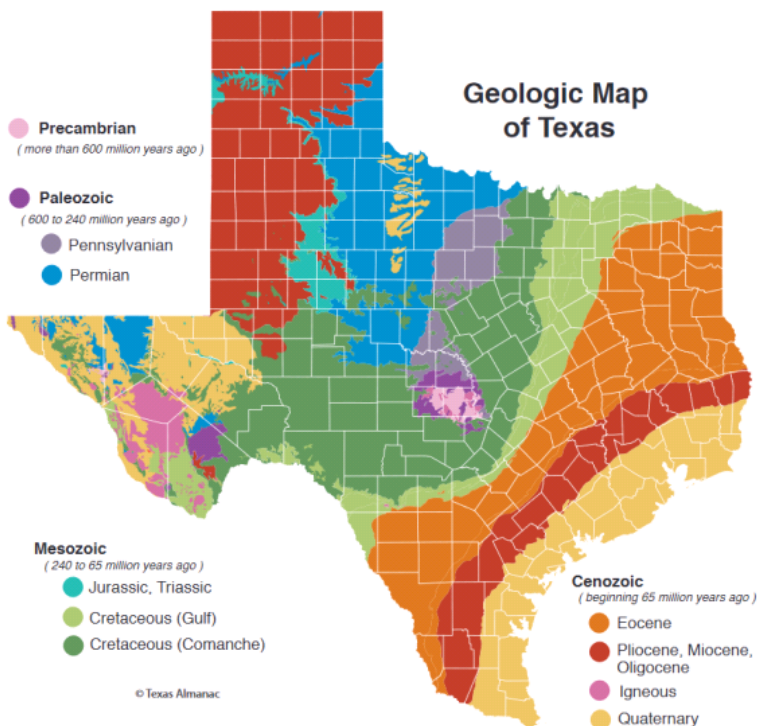 Geologic Map
of Texas
Precambrian
( more than 600 million years ago )
Paleozoic
( 600 to 240 million years ago )
Pennsylvanian
Permian
Mesozoic
( 240 to 65 million years ago )
Jurassic, Triassic
Cretaceous (Gulf)
Cretaceous (Comanche)
© Texas Almanac
Cenozoic
( beginning 65 million years ago )
Eocene
Pliocene, Miocene,
Oligocene
Igneous
Quaternary